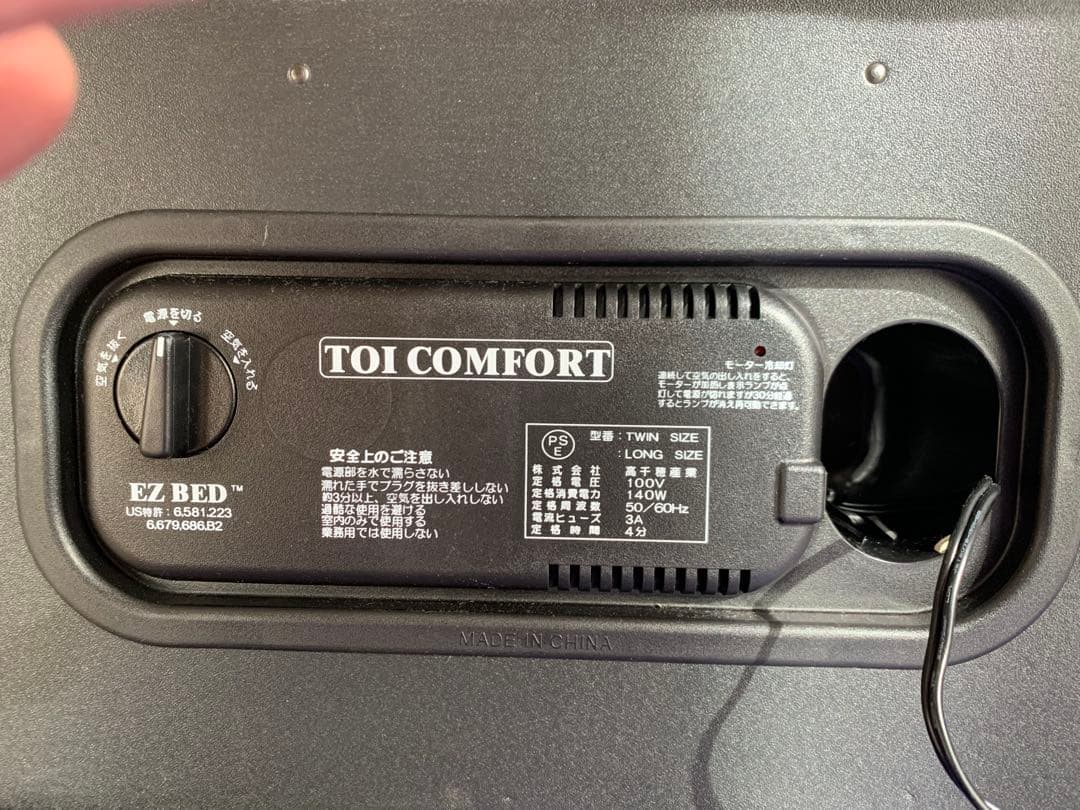 空気を抜く
電源を切る
空気を入れる
EZ BED™
US特許：6.581.223
6.679,686.B2
TOI COMFORT
安全上のご注意
電源部を水で濡らさない
濡れた手でプラグを抜き差ししない
約3分以上、空気を出し入れしない
過酷な使用を避ける
室内のみで使用する
業務用では使用しない
モーター冷却灯
連続して空気の出し入れをすると
モーターが加熱し表示ランプが点
灯して電源が切れますが30分経過
するとランプが消え再可動できます。
PS
E
型番：TWIN SIZE
：LONG SIZE
株式会社 高千穂産業
定格電圧 100V
定格消費電力 140W
定格周波数 50/60Hz
電流ヒューズ 3A
定格時間 4分
MADE IN CHINA